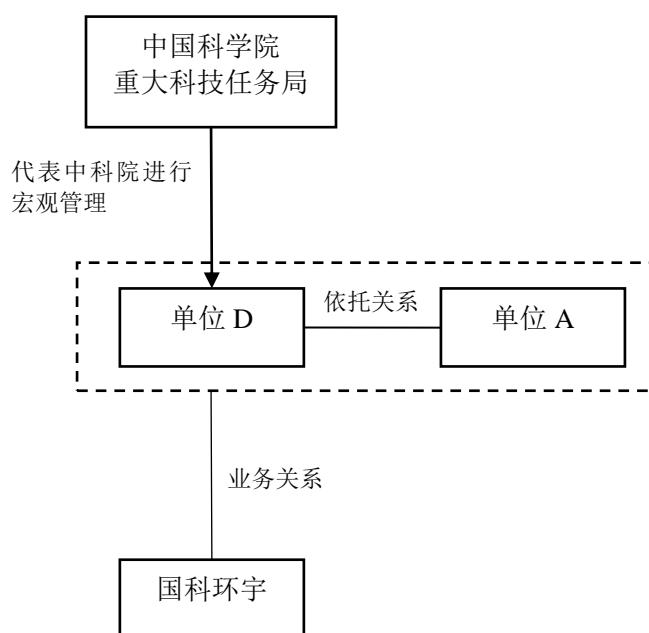 中国科学院
重大科技任务局
代表中科院进行
宏观管理
单位 D
依托关系
单位 A
业务关系
国科环宇